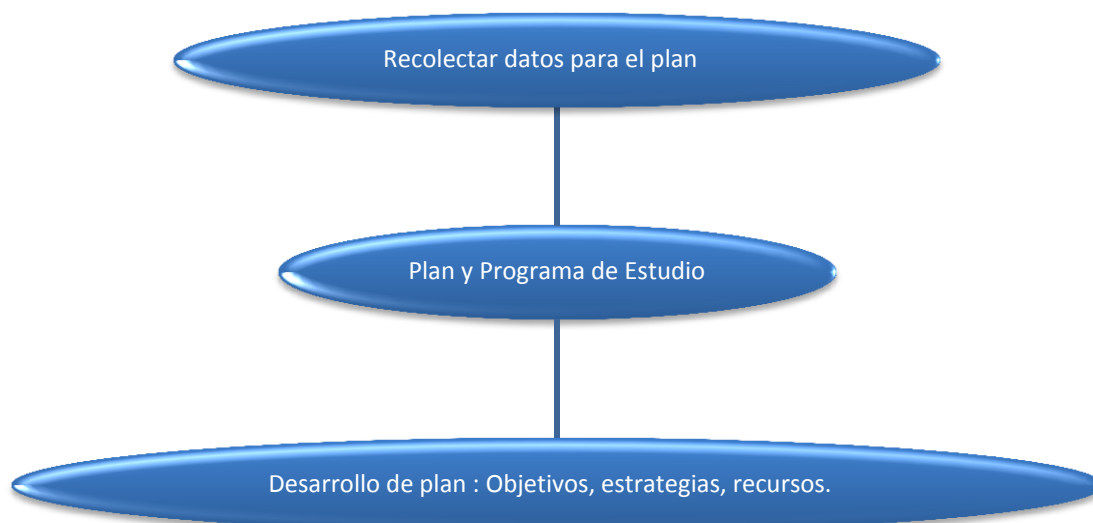 Recolectar datos para el plan
Plan y Programa de Estudio
Desarrollo de plan : Objetivos, estrategias, recursos.